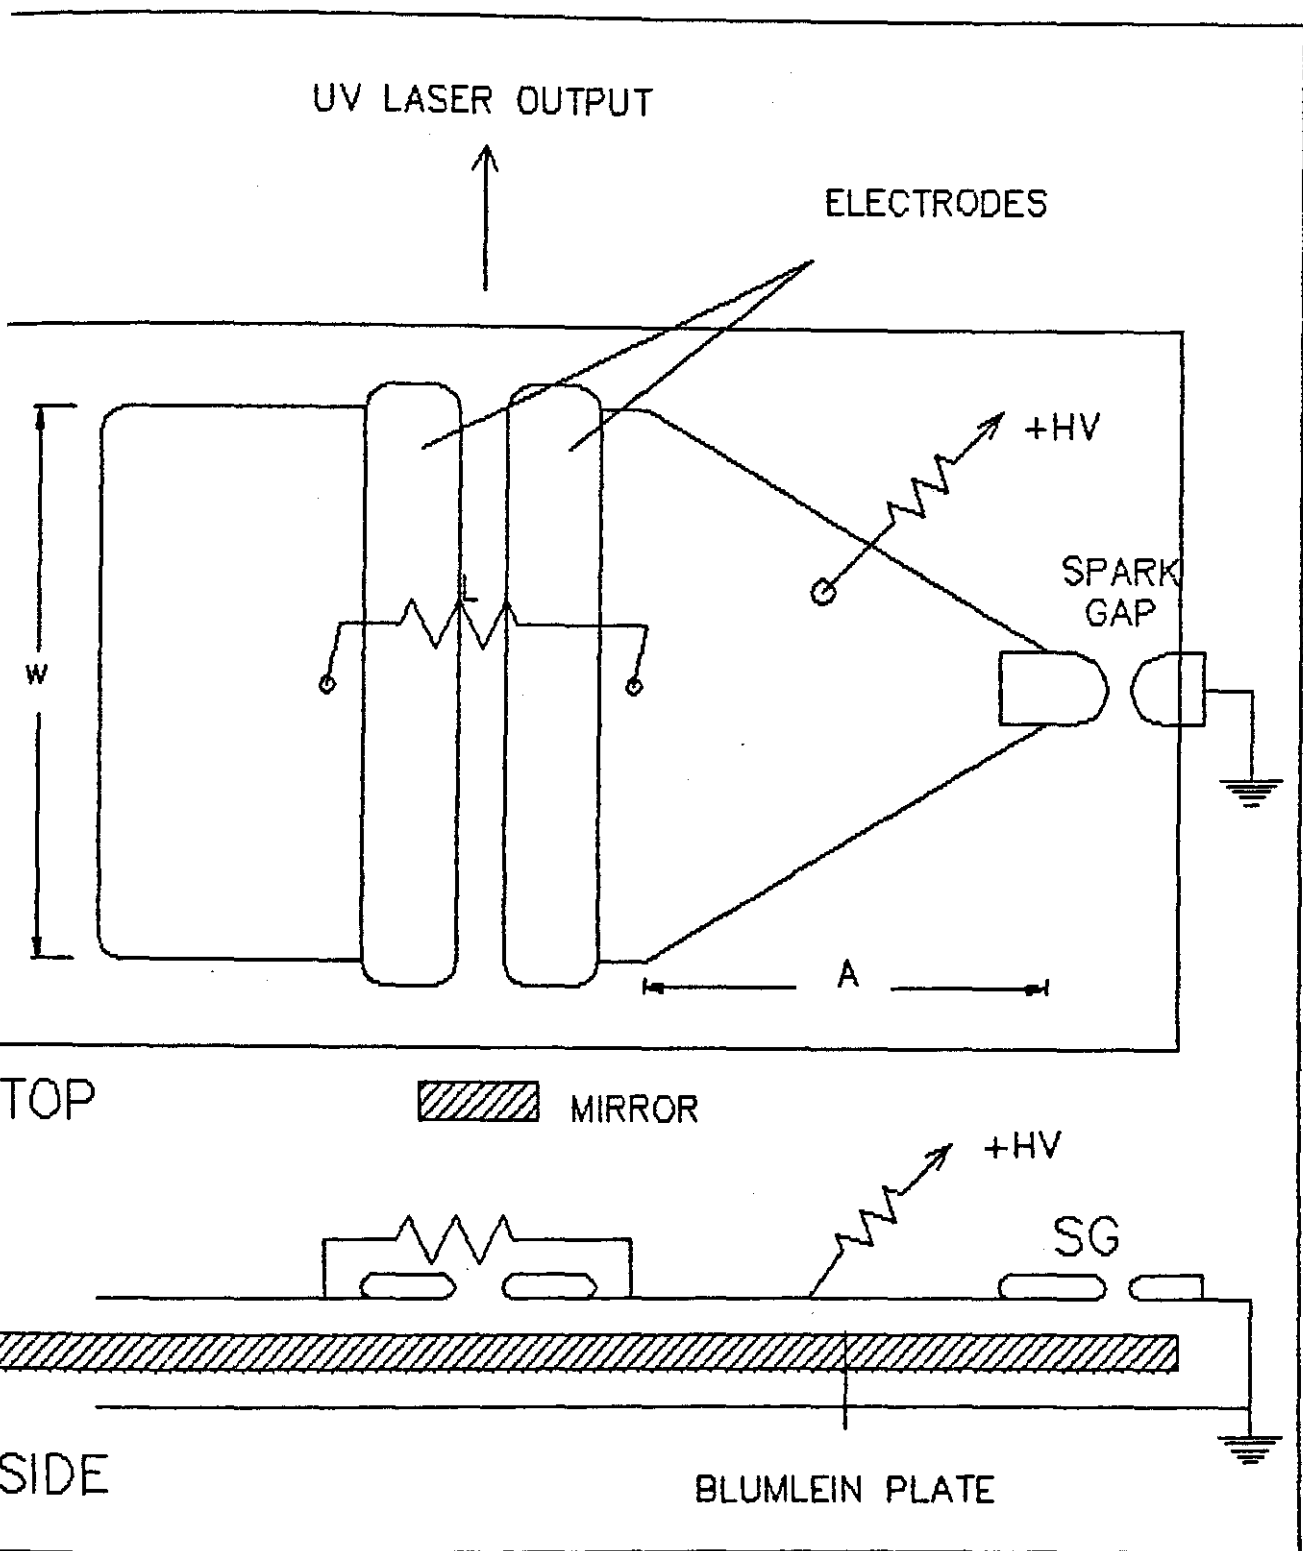 UV LASER OUTPUT
ELECTRODES
+HV
SPARK
GAP
L
W
A
TOP
MIRROR
+HV
SG
SIDE
BLUMLEIN PLATE